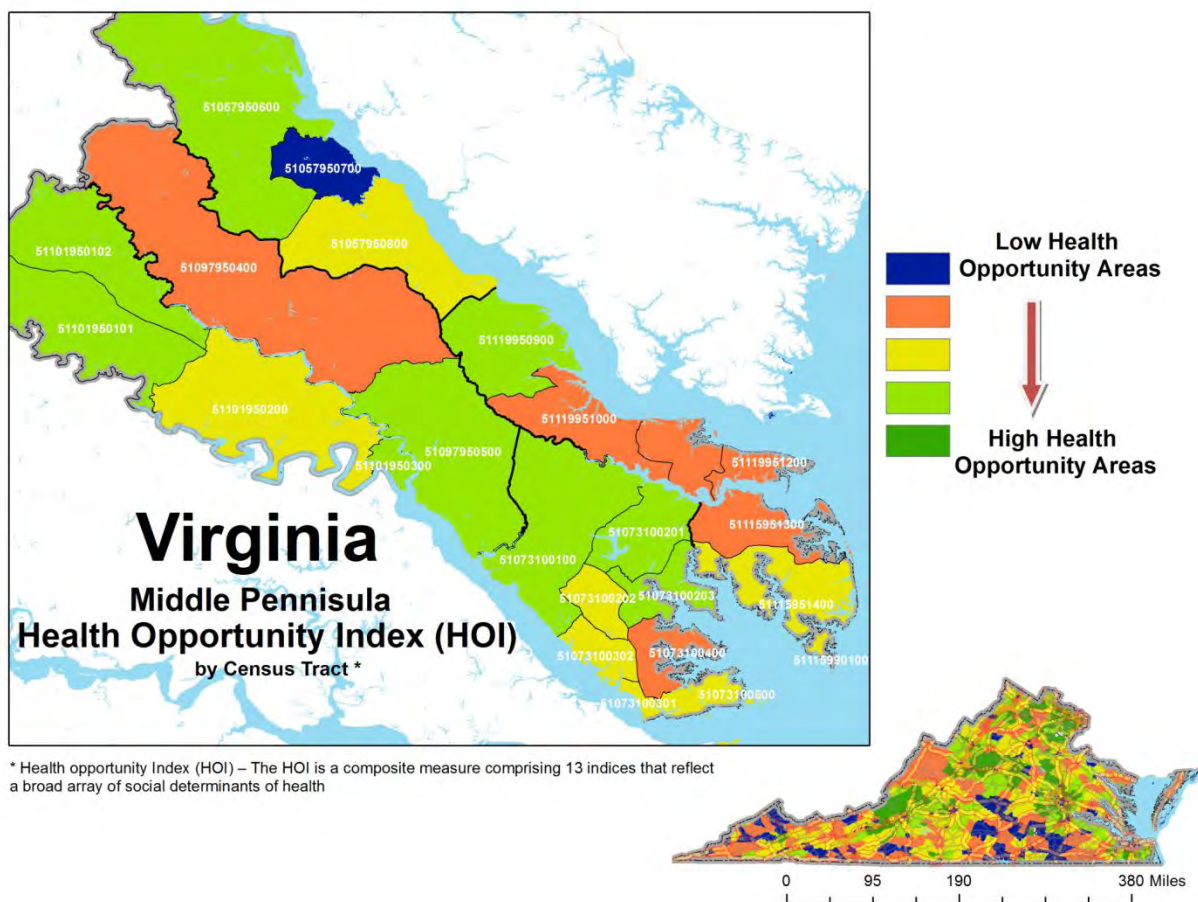 51057950600
51057950700
51101950102
51097950400
51057950800
51101950101
51119950900
51101950200
51119951000
51097950500
51119951200
51101950300
51115951300
51073100201
51073100100
51073100202
51073100203
51115951400
51073100302
51073100400
51115990100
51073100301
Virginia
Middle Pennisula
Health Opportunity Index (HOI)
by Census Tract *
Low Health
Opportunity Areas
High Health
Opportunity Areas
* Health opportunity Index (HOI) – The HOI is a composite measure comprising 13 indices that reflect
a broad array of social determinants of health
0 95 190 380 Miles